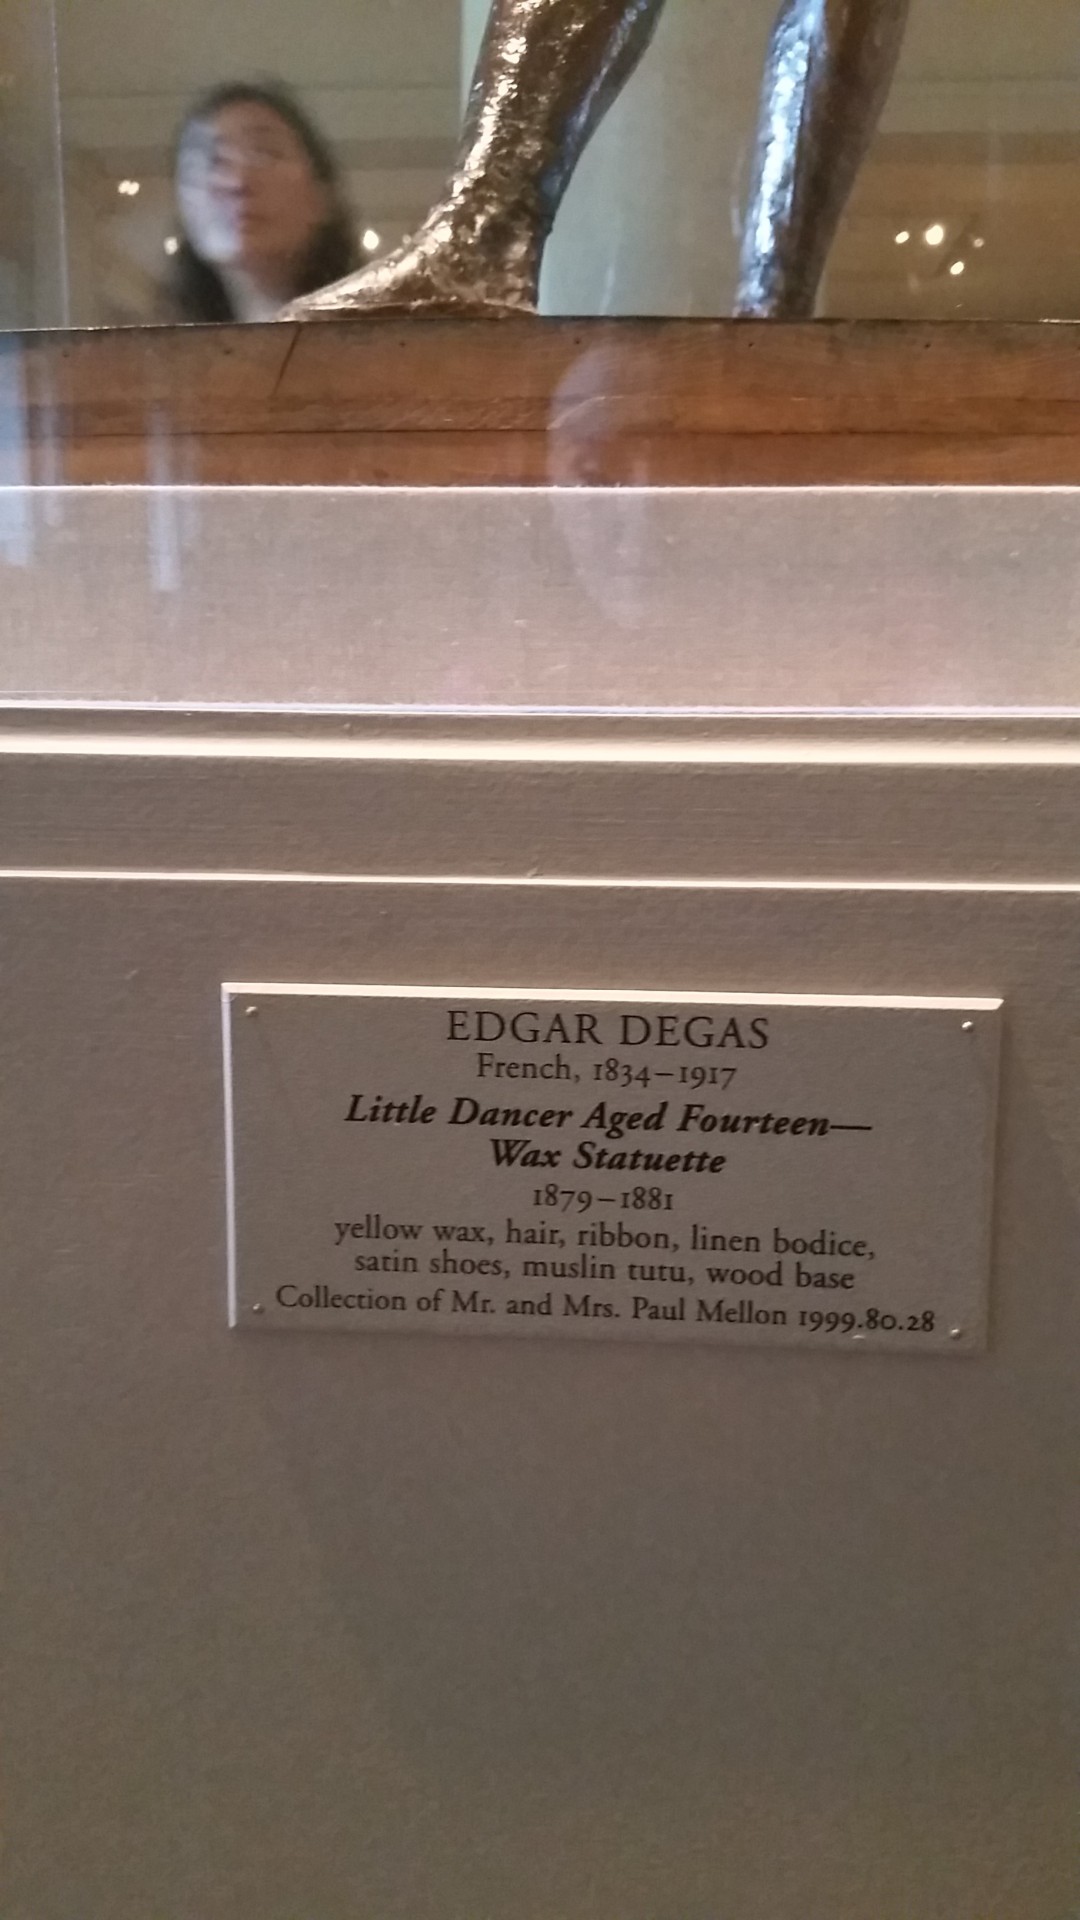 EDGAR DEGAS
French, 1834–1917
Little Dancer Aged Fourteen—
Wax Statuette
1879–1881
yellow wax, hair, ribbon, linen bodice,
satin shoes, muslin tutu, wood base
Collection of Mr. and Mrs. Paul Mellon 1999.80.28